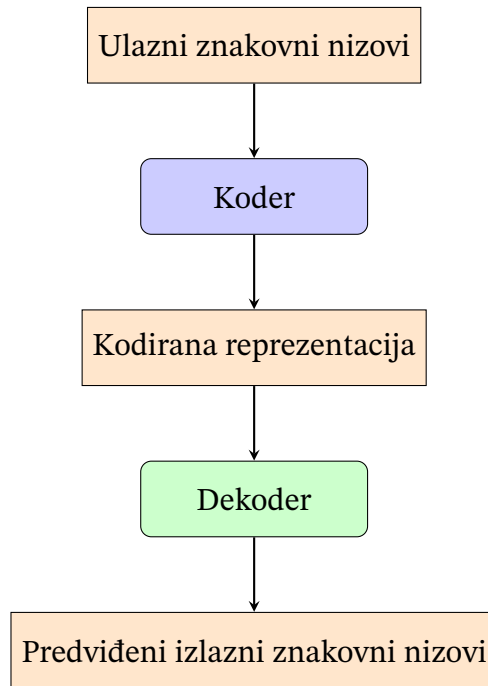 Ulazni znakovni nizovi
Koder
Kodirana reprezentacija
Dekoder
Predviđeni izlazni znakovni nizovi